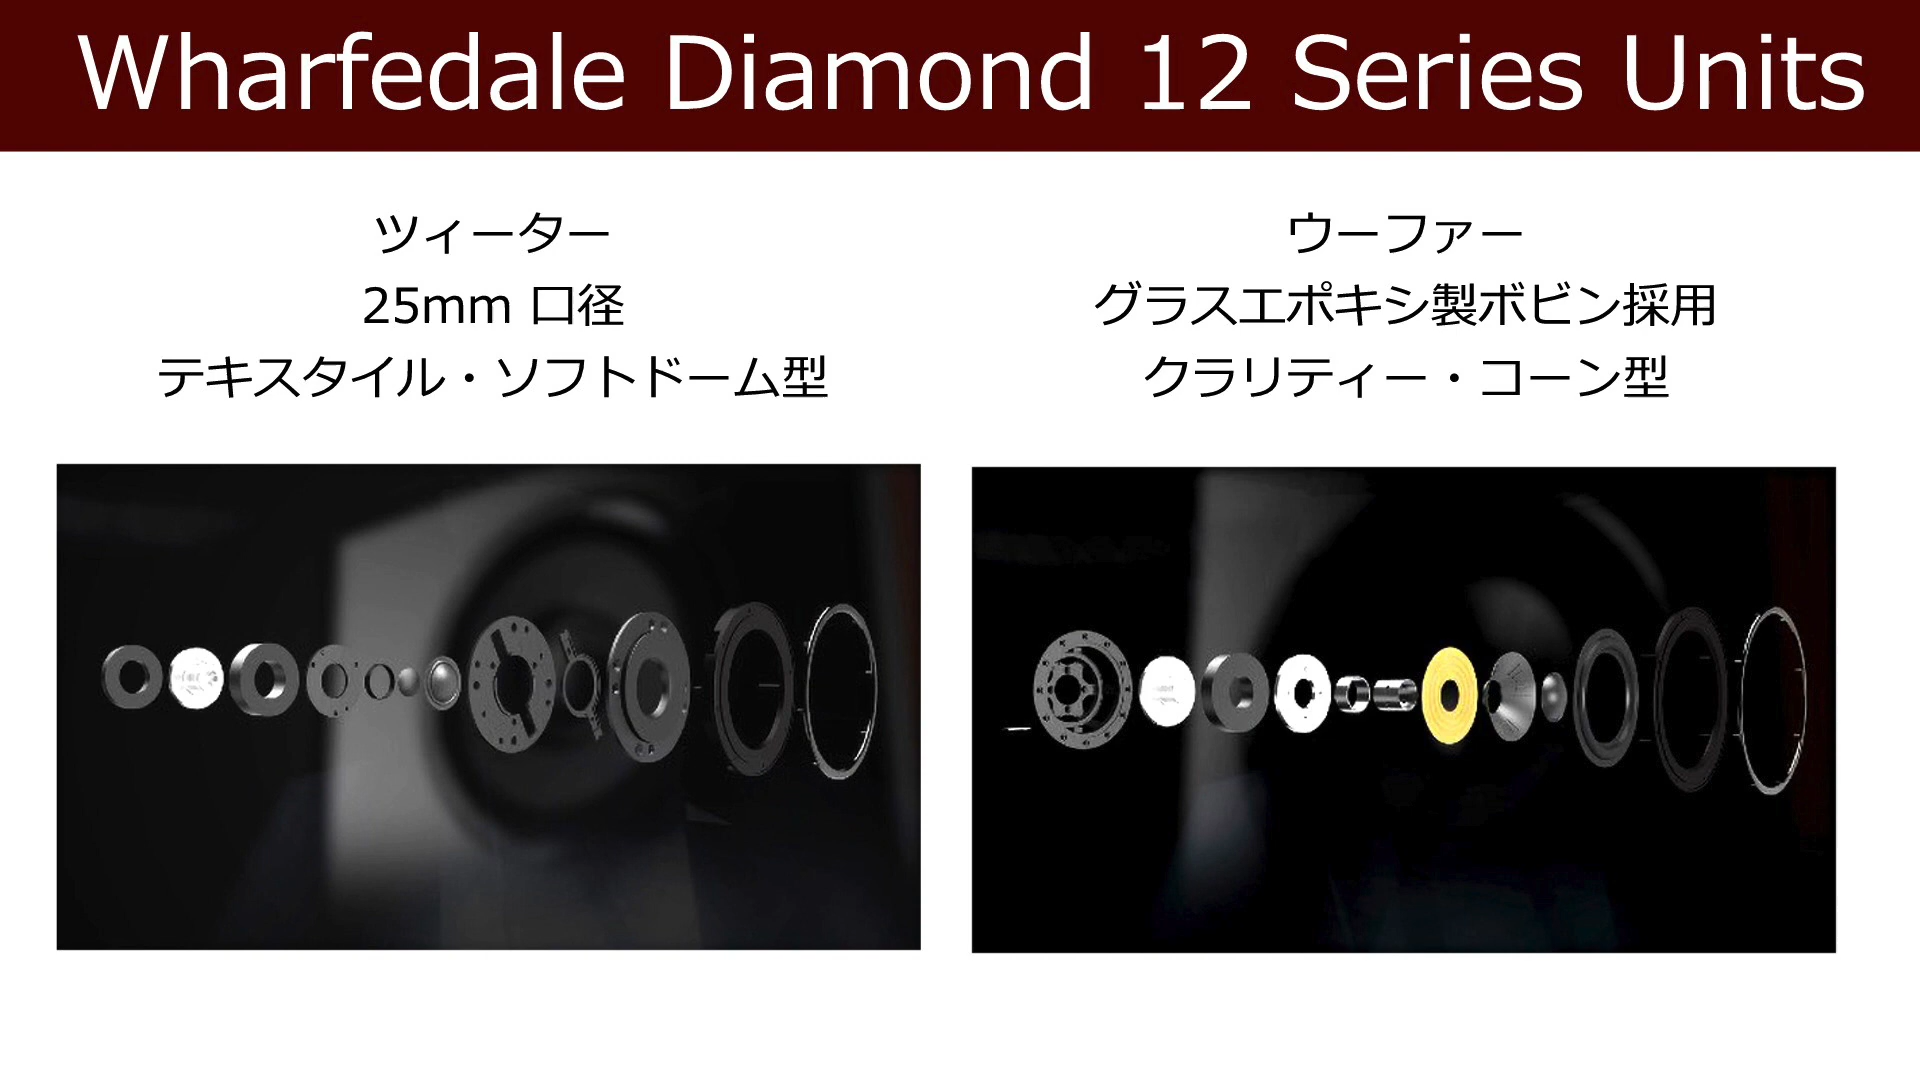 Wharfedale Diamond 12 Series Units
ツィーター
25mm 口径
テキスタイル・ソフトドーム型
ウーファー
グラスエポキシ製ボビン採用
クラリティー・コーン型